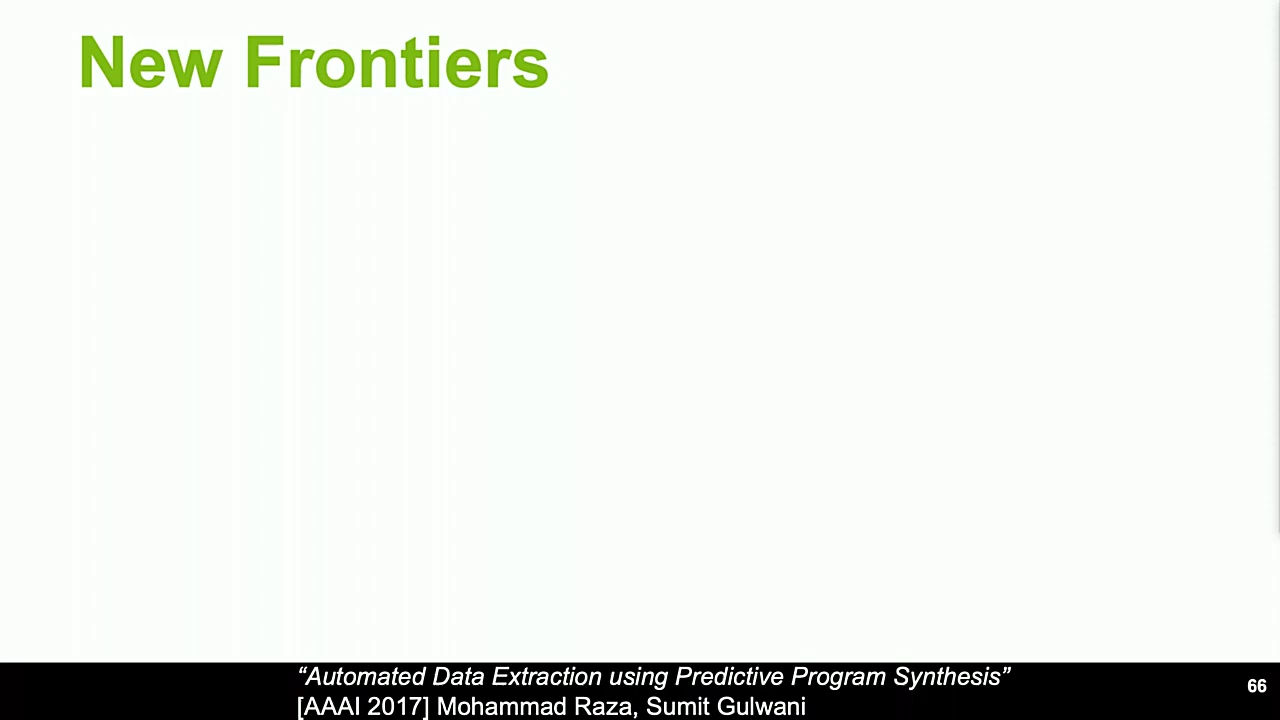 New Frontiers
“Automated Data Extraction using Predictive Program Synthesis”
[AAAI 2017] Mohammad Raza, Sumit Gulwani
66